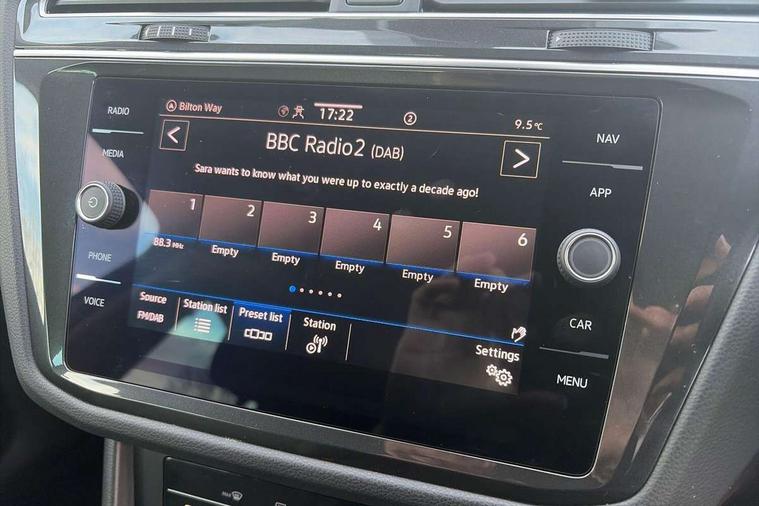 RADIO
MEDIA
PHONE
VOICE
Bilton Way
17:22
2
9.5°C
<
BBC Radio2 (DAB)
>
Sara wants to know what you were up to exactly a decade ago!
1 2 3 4 5 6
88.3 MHz Empty Empty Empty Empty Empty
Source
FM/DAB
Station list
Preset list
Station
Settings
NAV
APP
CAR
MENU
MAX